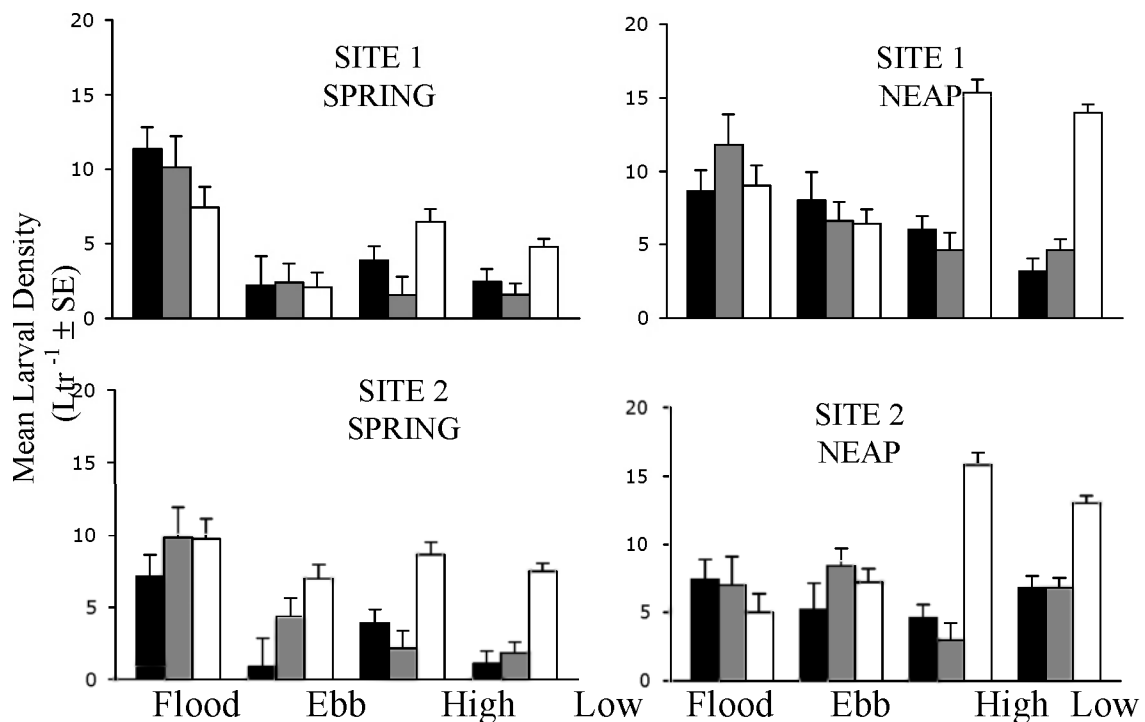 20
15
10
5
0
SITE 1
SPRING
20
15
10
5
0
SITE 1
NEAP
Mean Larval Density
(Ltr⁻¹ ± SE)
20
15
10
5
0
SITE 2
SPRING
20
15
10
5
0
SITE 2
NEAP
Flood Ebb High Low
Flood Ebb High Low